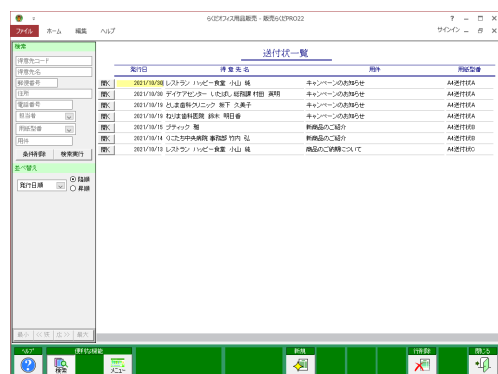 らくだオフィス用品販売 - 販売らくだPRO22
ファイル ホーム 編集 ヘルプ サインイン
検索
得意先コード
得意先名
郵便番号
住所
電話番号
担当者
用紙型番
用件
条件削除 検索実行
並べ替え
発行日順 降順
昇順
最小 <<戻 進>> 最大
送付状一覧
発行日 得意先名 用件 用紙型番
開く 2021/10/30 レストラン ハッピー食堂 小山 純 キャンペーンのお知らせ A4送付状C
開く 2021/10/30 デイケアセンター いたばし 総務課 村田 英明 キャンペーンのお知らせ A4送付状C
開く 2021/10/19 としま歯科クリニック 坂下 久美子 キャンペーンのお知らせ A4送付状C
開く 2021/10/19 ねりま歯科医院 鈴木 明日香 キャンペーンのお知らせ A4送付状C
開く 2021/10/15 ブティック 新商品のご紹介 A4送付状B
開く 2021/10/14 くにたち中央病院 事務部 竹内 弘 新商品のご紹介 A4送付状B
開く 2021/10/13 レストラン ハッピー食堂 小山 純 商品のご納期について A4送付状C
ヘルプ 便利な機能 新規 行削除 閉じる
検索 メニュー